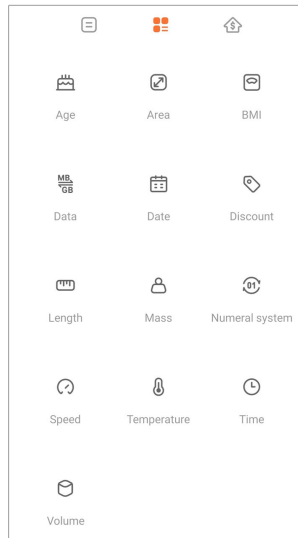 Age Area BMI
MB
GB
Data Date Discount
01
Length Mass Numeral system
Speed Temperature Time
Volume